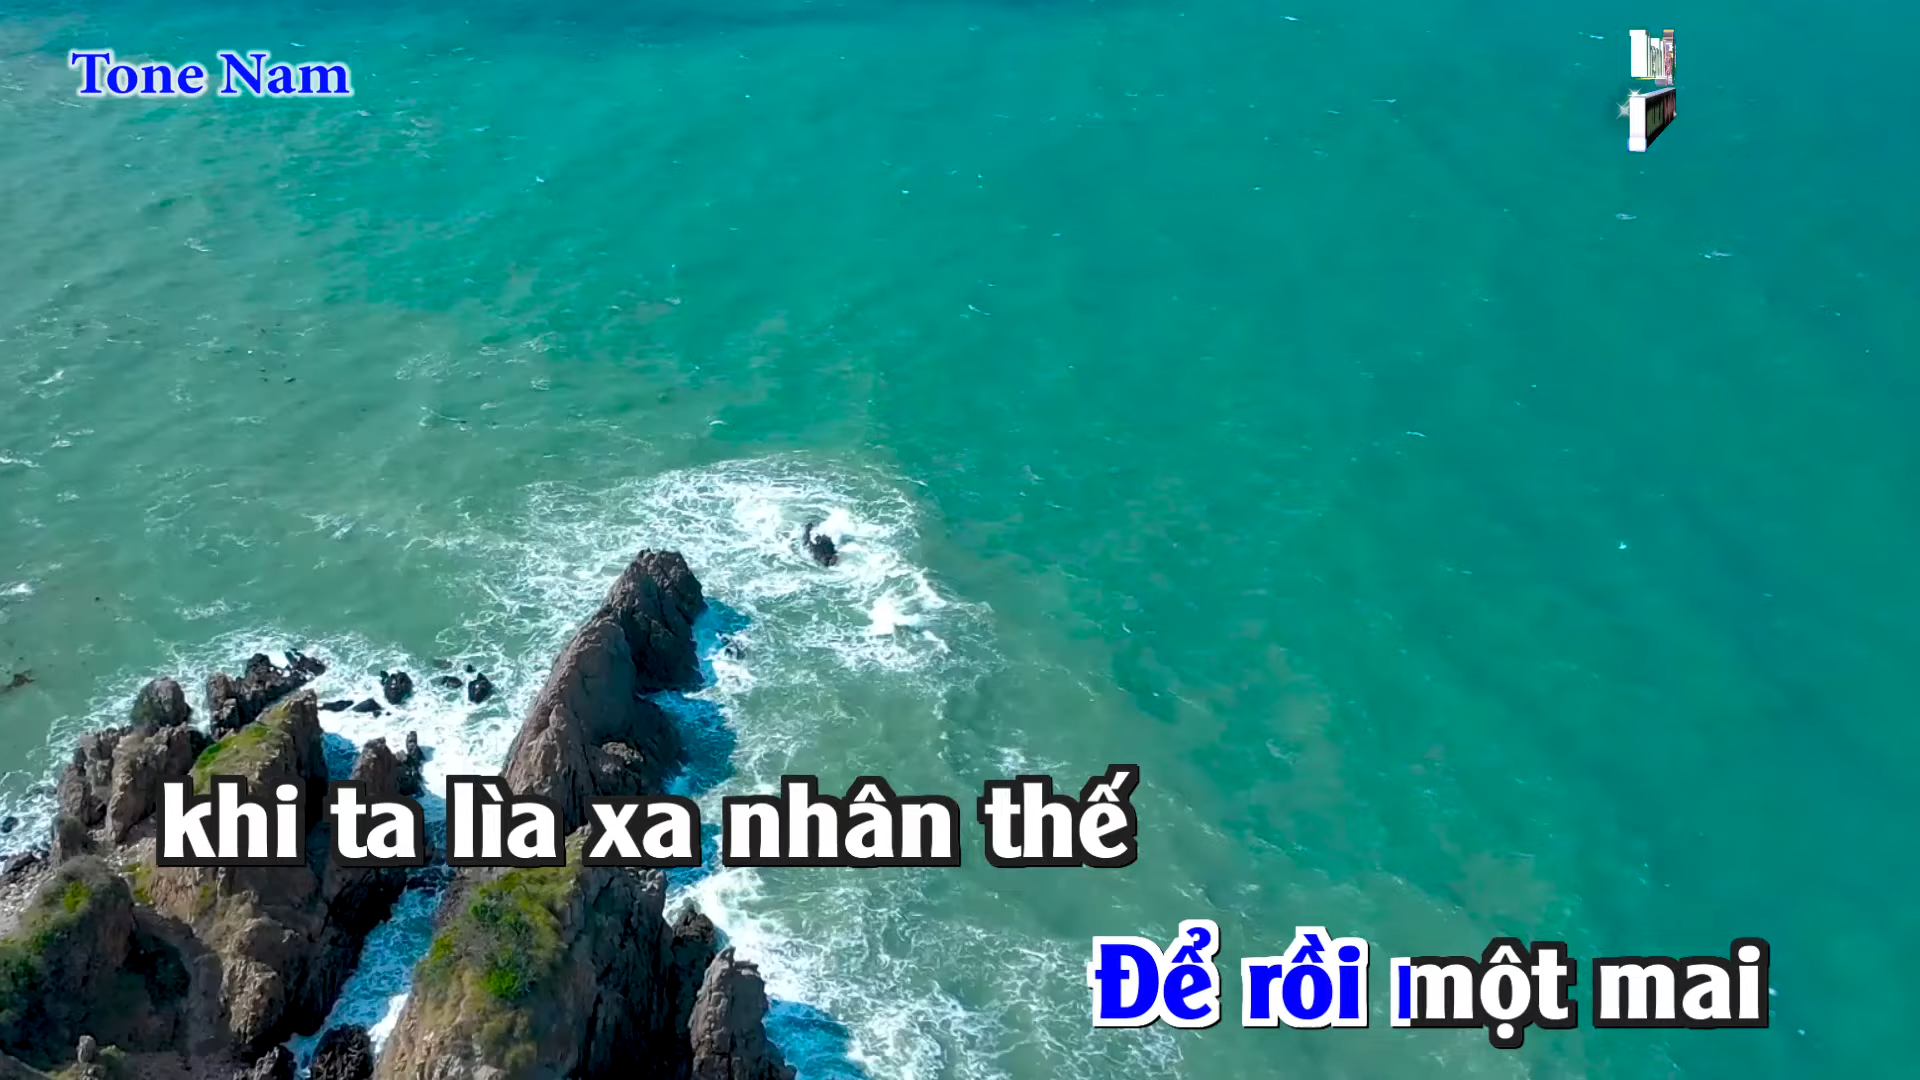 Tone Nam
khi ta lìa xa nhân thế
Để rồi một mai